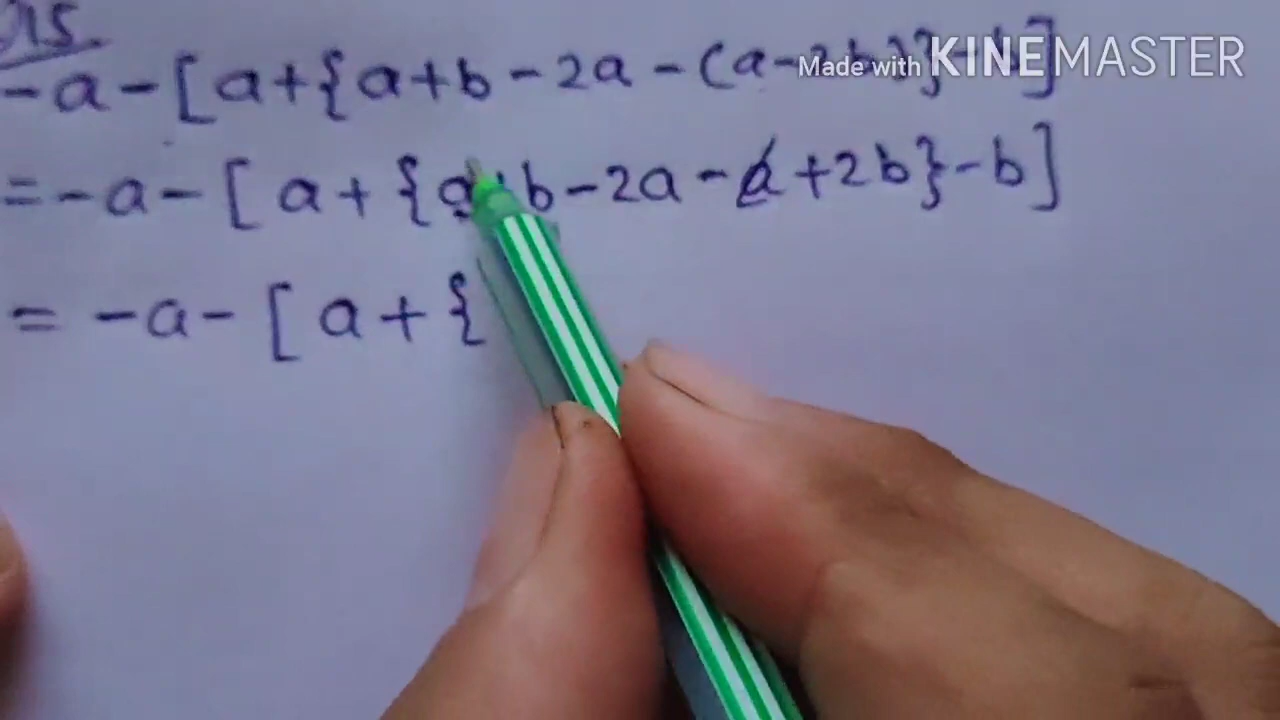 15.
-a-[a+{a+b-2a-(a-2b)}-b]
Made with KINEMASTER
=-a-[a+{a+b-2a-a+2b}-b]
=-a-[a+{